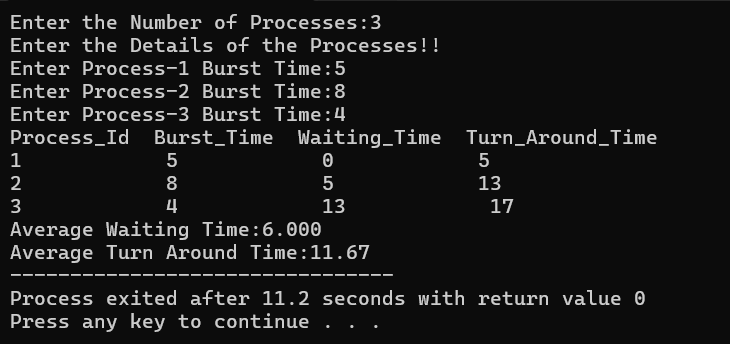 Enter the Number of Processes:3
Enter the Details of the Processes!!
Enter Process-1 Burst Time:5
Enter Process-2 Burst Time:8
Enter Process-3 Burst Time:4
Process_Id  Burst_Time  Waiting_Time  Turn_Around_Time
1            5            0            5
2            8            5            13
3            4            13            17
Average Waiting Time:6.000
Average Turn Around Time:11.67
--------------------------------
Process exited after 11.2 seconds with return value 0
Press any key to continue . . .